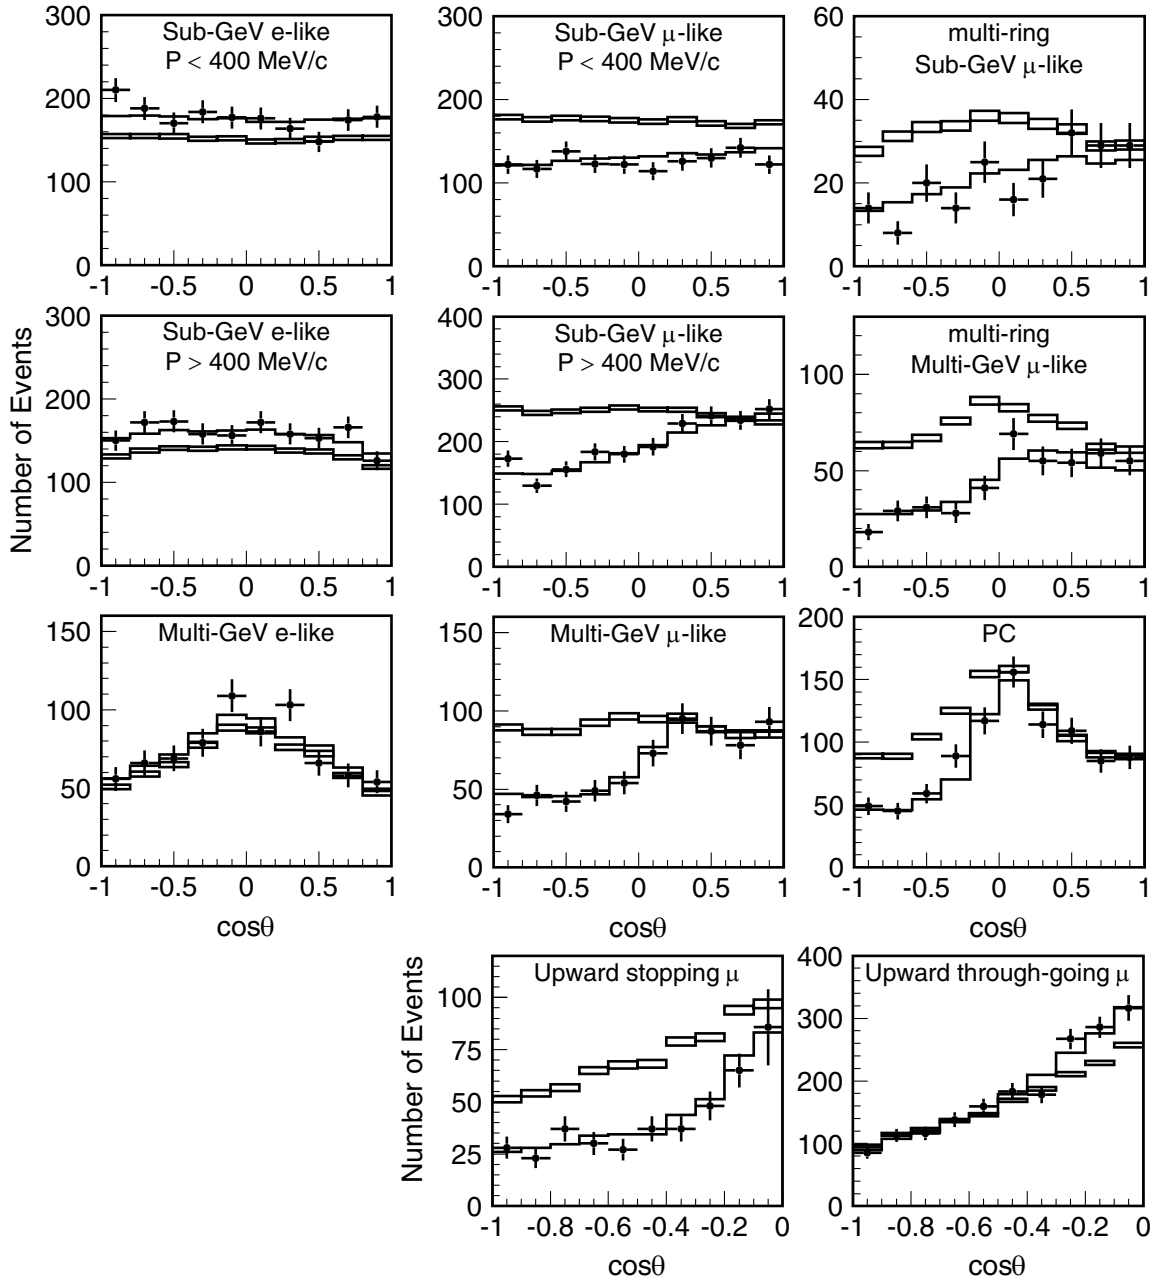 Sub-GeV e-like
P < 400 MeV/c
300
200
100
0
-1 -0.5 0 0.5 1
Sub-GeV μ-like
P < 400 MeV/c
300
200
100
0
-1 -0.5 0 0.5 1
multi-ring
Sub-GeV μ-like
60
40
20
0
-1 -0.5 0 0.5 1
Number of Events
Sub-GeV e-like
P > 400 MeV/c
300
200
100
0
-1 -0.5 0 0.5 1
Sub-GeV μ-like
P > 400 MeV/c
400
300
200
100
0
-1 -0.5 0 0.5 1
multi-ring
Multi-GeV μ-like
100
50
0
-1 -0.5 0 0.5 1
Multi-GeV e-like
150
100
50
0
-1 -0.5 0 0.5 1
cosθ
Multi-GeV μ-like
150
100
50
0
-1 -0.5 0 0.5 1
cosθ
PC
200
150
100
50
0
-1 -0.5 0 0.5 1
cosθ
Number of Events
Upward stopping μ
100
75
50
25
0
-1 -0.8 -0.6 -0.4 -0.2 0
cosθ
Upward through-going μ
400
300
200
100
0
-1 -0.8 -0.6 -0.4 -0.2 0
cosθ